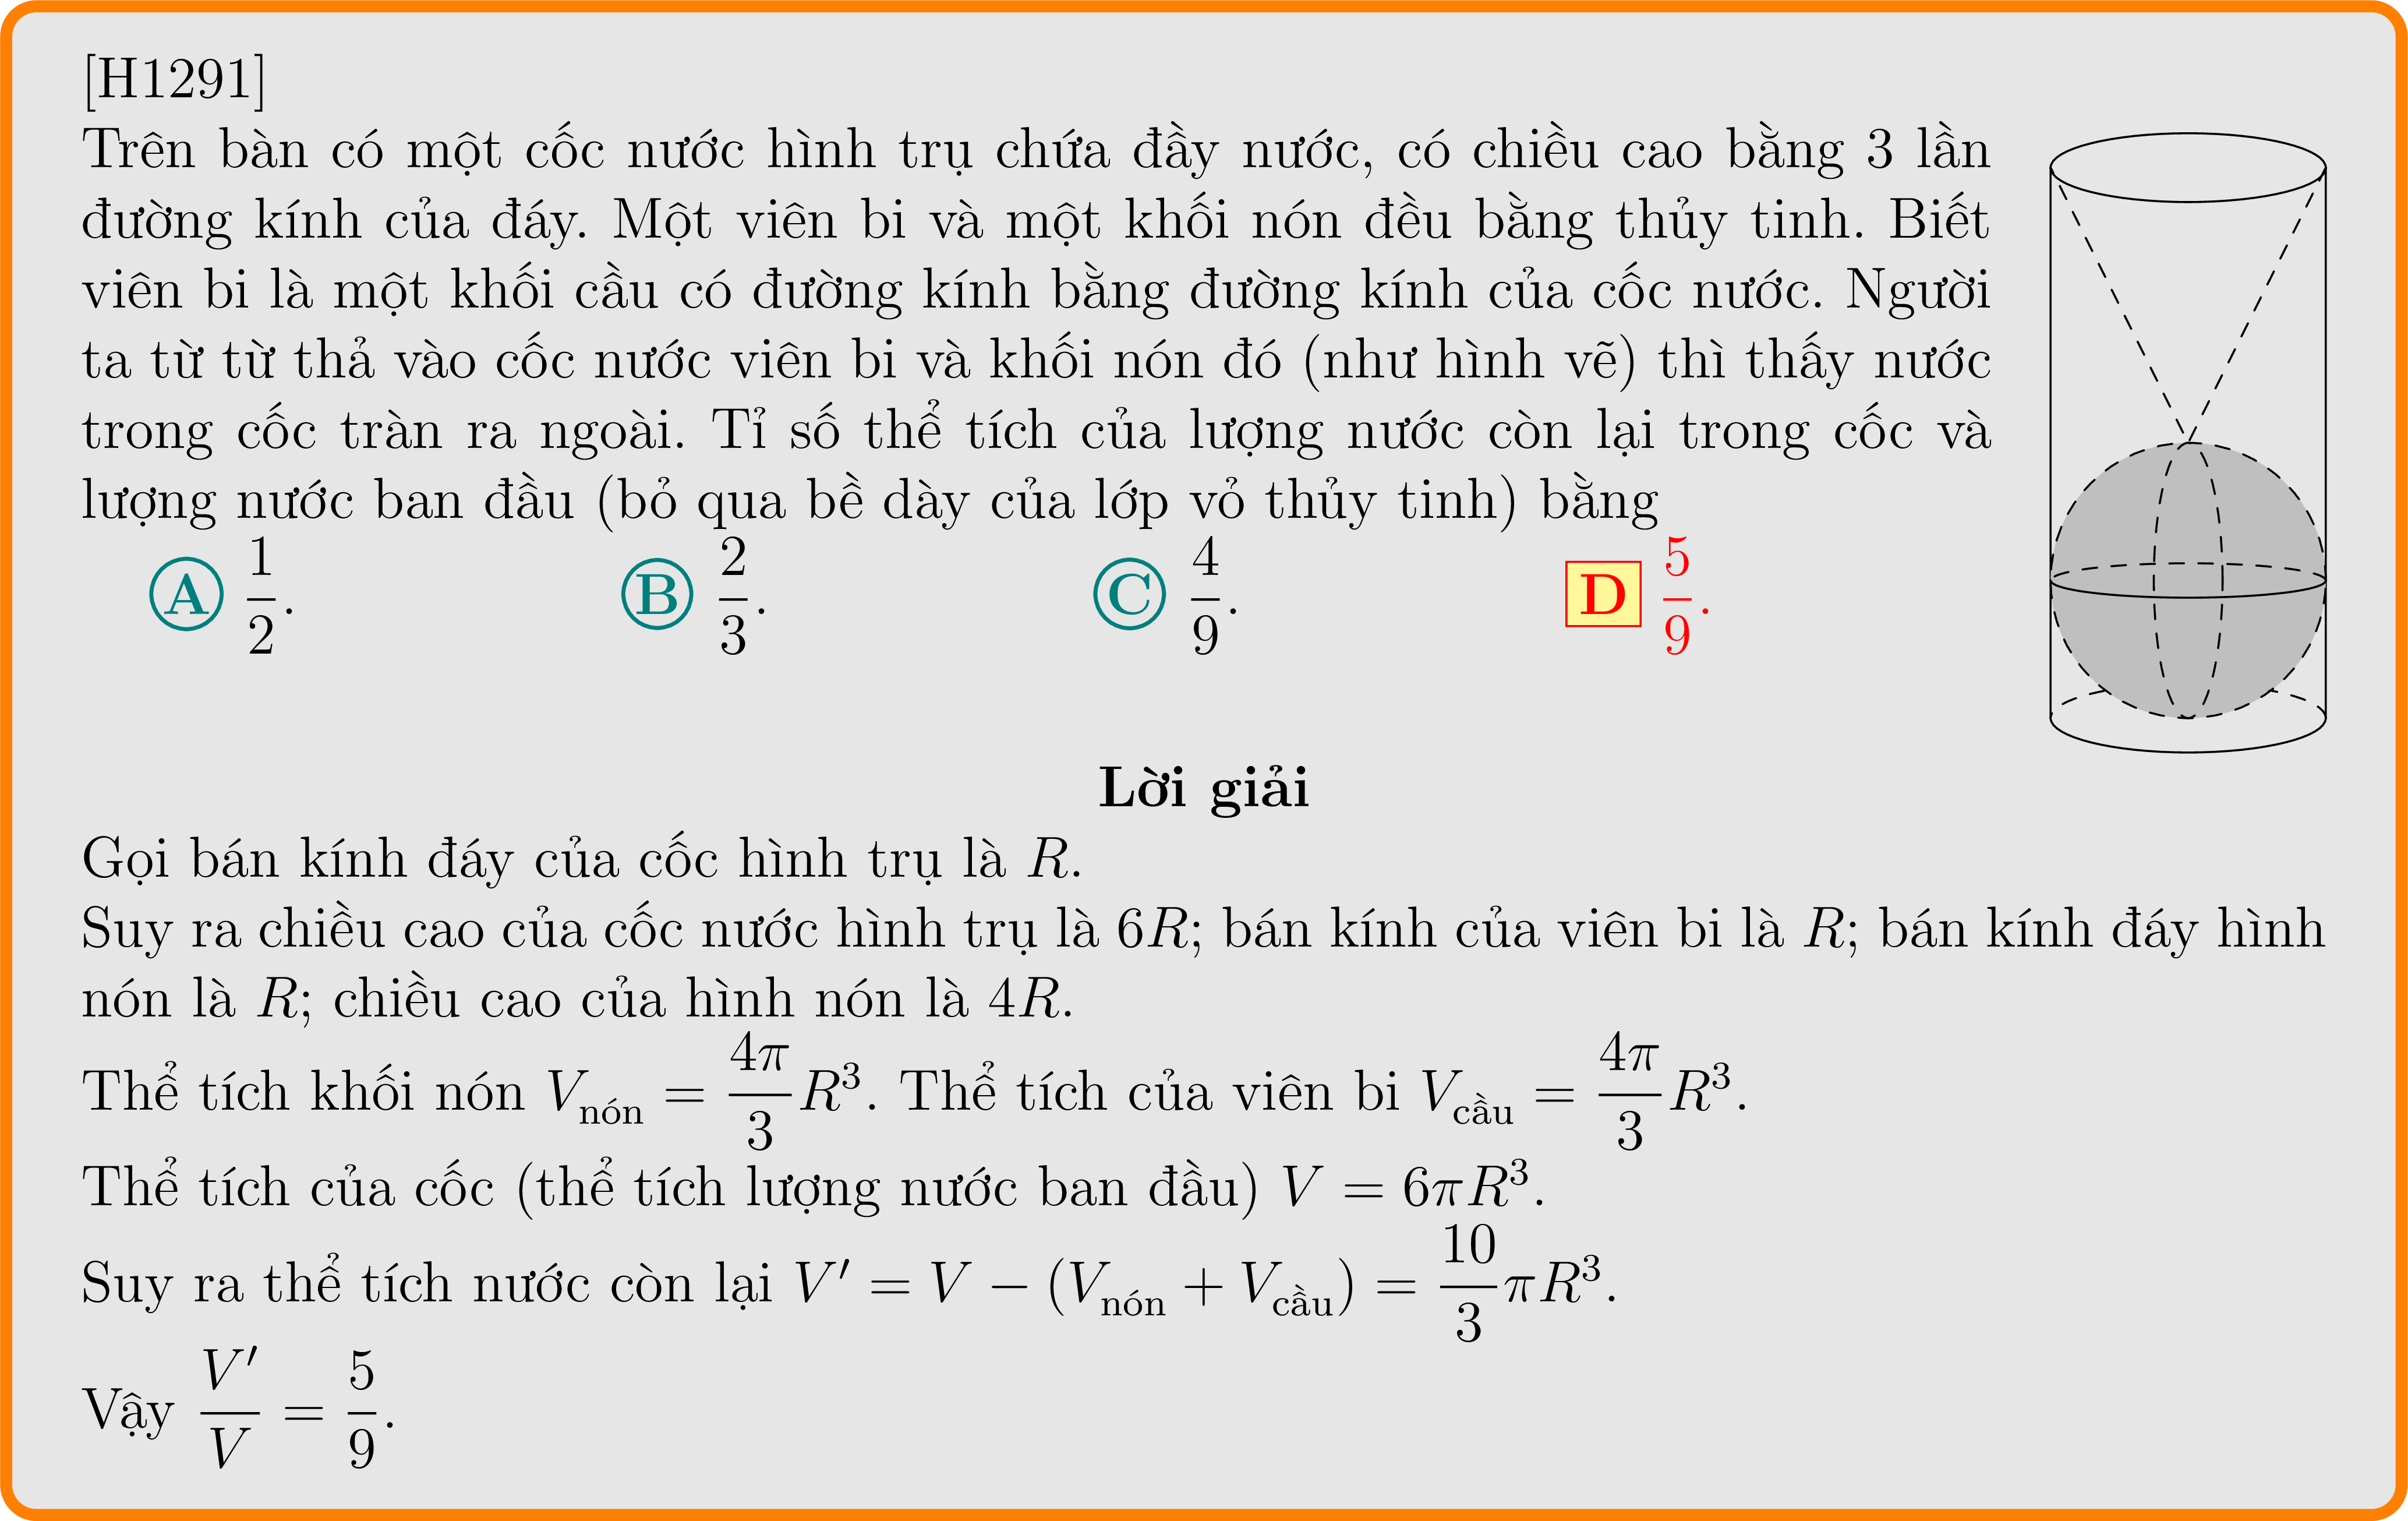 [H1291]
Trên bàn có một cốc nước hình trụ chứa đầy nước, có chiều cao bằng 3 lần
đường kính của đáy. Một viên bi và một khối nón đều bằng thủy tinh. Biết
viên bi là một khối cầu có đường kính bằng đường kính của cốc nước. Người
ta từ từ thả vào cốc nước viên bi và khối nón đó (như hình vẽ) thì thấy nước
trong cốc tràn ra ngoài. Tỉ số thể tích của lượng nước còn lại trong cốc và
lượng nước ban đầu (bỏ qua bề dày của lớp vỏ thủy tinh) bằng
A $\frac{1}{2}$. B $\frac{2}{3}$. C $\frac{4}{9}$. D $\frac{5}{9}$.
Lời giải
Gọi bán kính đáy của cốc hình trụ là $R$.
Suy ra chiều cao của cốc nước hình trụ là $6R$; bán kính của viên bi là $R$; bán kính đáy hình
nón là $R$; chiều cao của hình nón là $4R$.
Thể tích khối nón $V_{\text{nón}} = \frac{4\pi}{3}R^3$. Thể tích của viên bi $V_{\text{cầu}} = \frac{4\pi}{3}R^3$.
Thể tích của cốc (thể tích lượng nước ban đầu) $V = 6\pi R^3$.
Suy ra thể tích nước còn lại $V' = V - (V_{\text{nón}} + V_{\text{cầu}}) = \frac{10}{3}\pi R^3$.
Vậy $\frac{V'}{V} = \frac{5}{9}$.